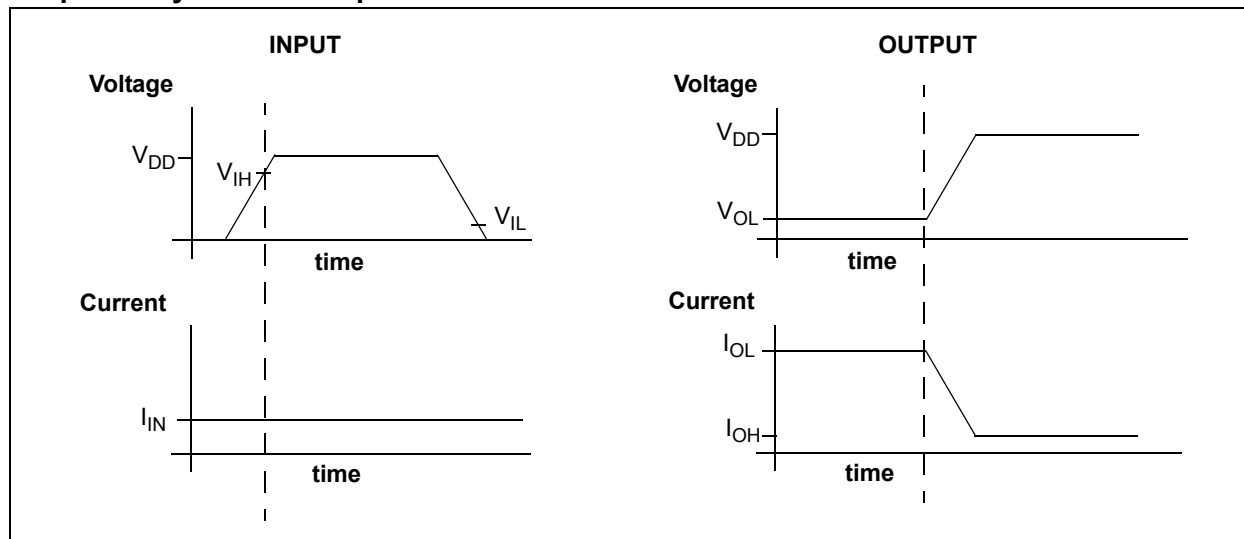 INPUT
Voltage
VDD
VIH
VIL
time
Current
IIN
time
OUTPUT
Voltage
VDD
VOL
time
Current
IOL
IOH
time